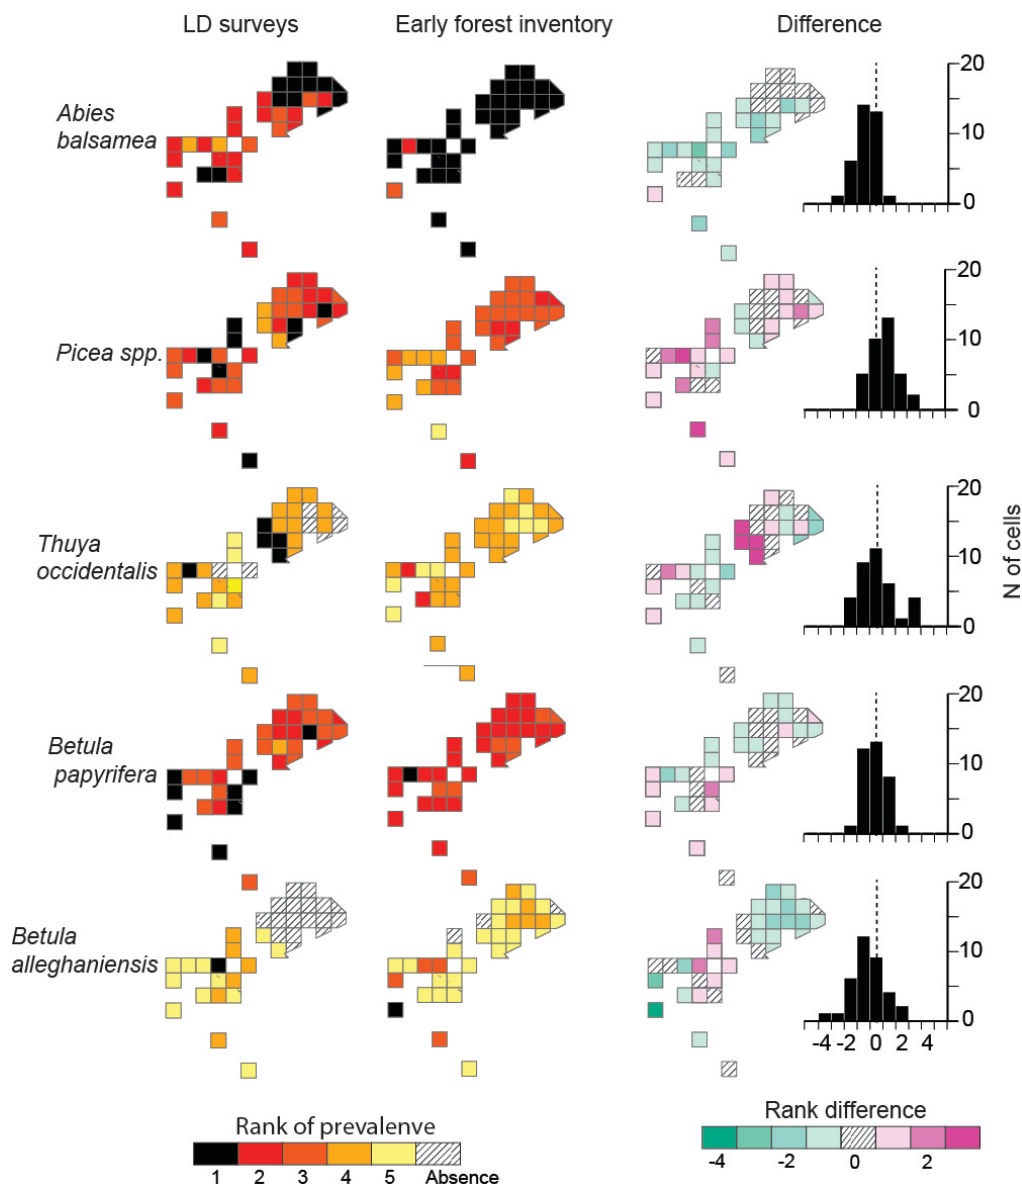 LD surveys
Early forest inventory
Difference
Abies
balsamea
20
10
0
Picea spp.
20
10
0
Thuya
occidentalis
20
10
0
N of cells
Betula
papyrifera
20
10
0
Betula
alleghaniensis
20
10
0
-4 -2 0 2 4
Rank of prevalenve
1 2 3 4 5 Absence
Rank difference
-4 -2 0 2